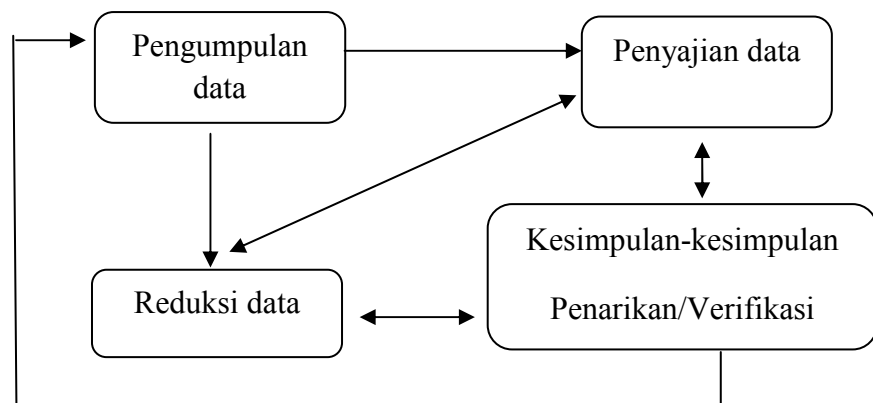 Pengumpulan
data
Penyajian data
Reduksi data
Kesimpulan-kesimpulan
Penarikan/Verifikasi